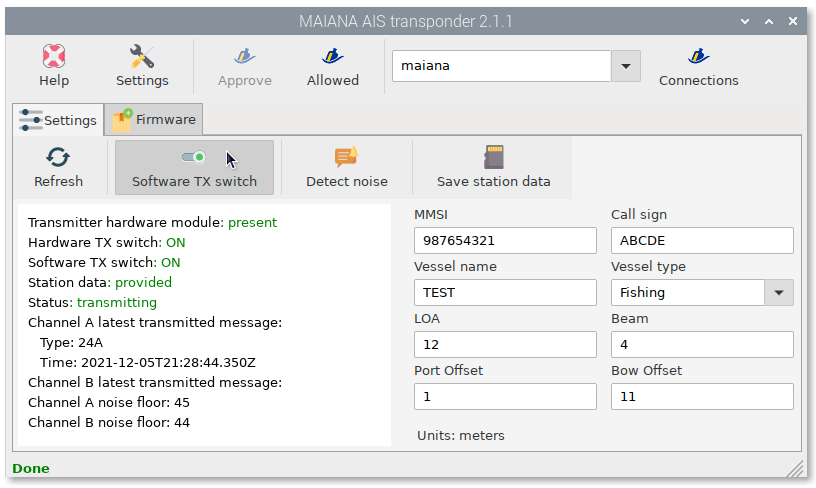 MAIANA AIS transponder 2.1.1
Help
Settings
Approve
Allowed
maiana
Connections
Settings
Firmware
Refresh
Software TX switch
Detect noise
Save station data
Transmitter hardware module: present
Hardware TX switch: ON
Software TX switch: ON
Station data: provided
Status: transmitting
Channel A latest transmitted message:
Type: 24A
Time: 2021-12-05T21:28:44.350Z
Channel B latest transmitted message:
Channel A noise floor: 45
Channel B noise floor: 44
MMSI
Call sign
987654321
ABCDE
Vessel name
Vessel type
TEST
Fishing
LOA
Beam
12
4
Port Offset
Bow Offset
1
11
Units: meters
Done